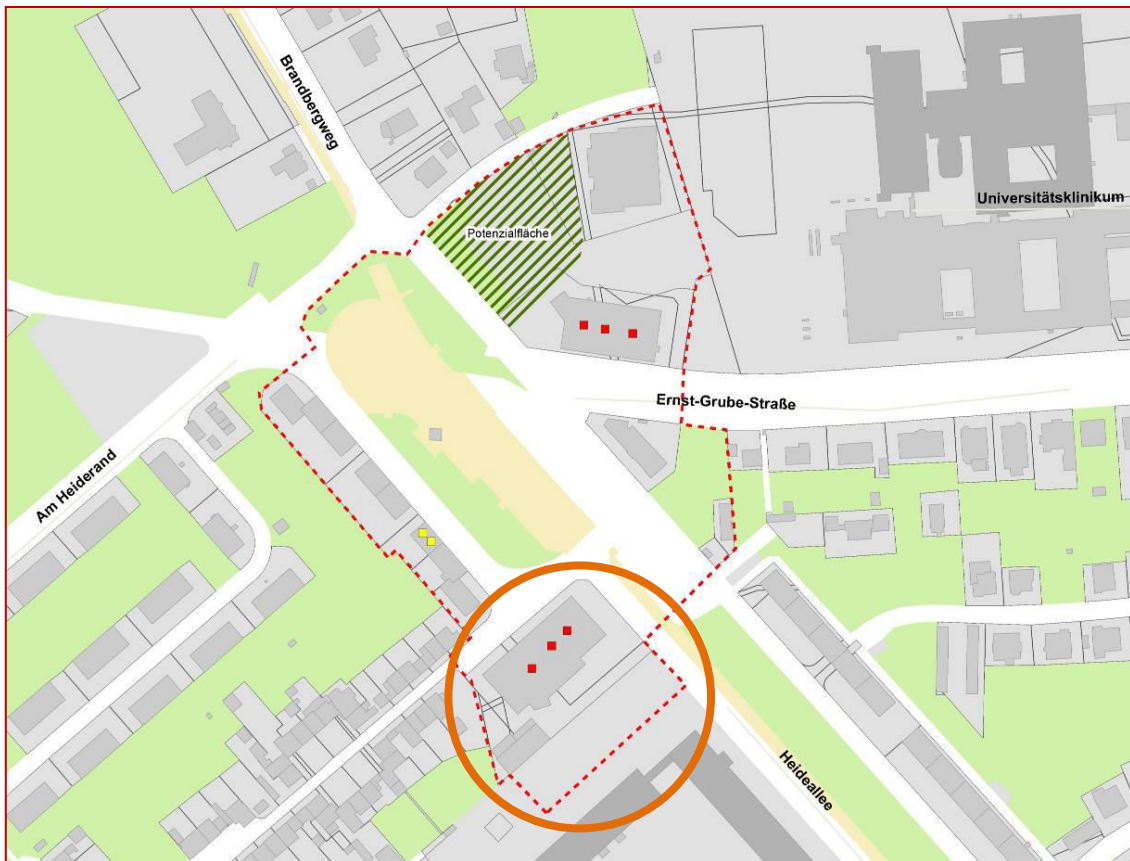 Brandbergweg
Universitätsklinikum
Potenzialfläche
Ernst-Grube-Straße
Am Heiderand
Heideallee